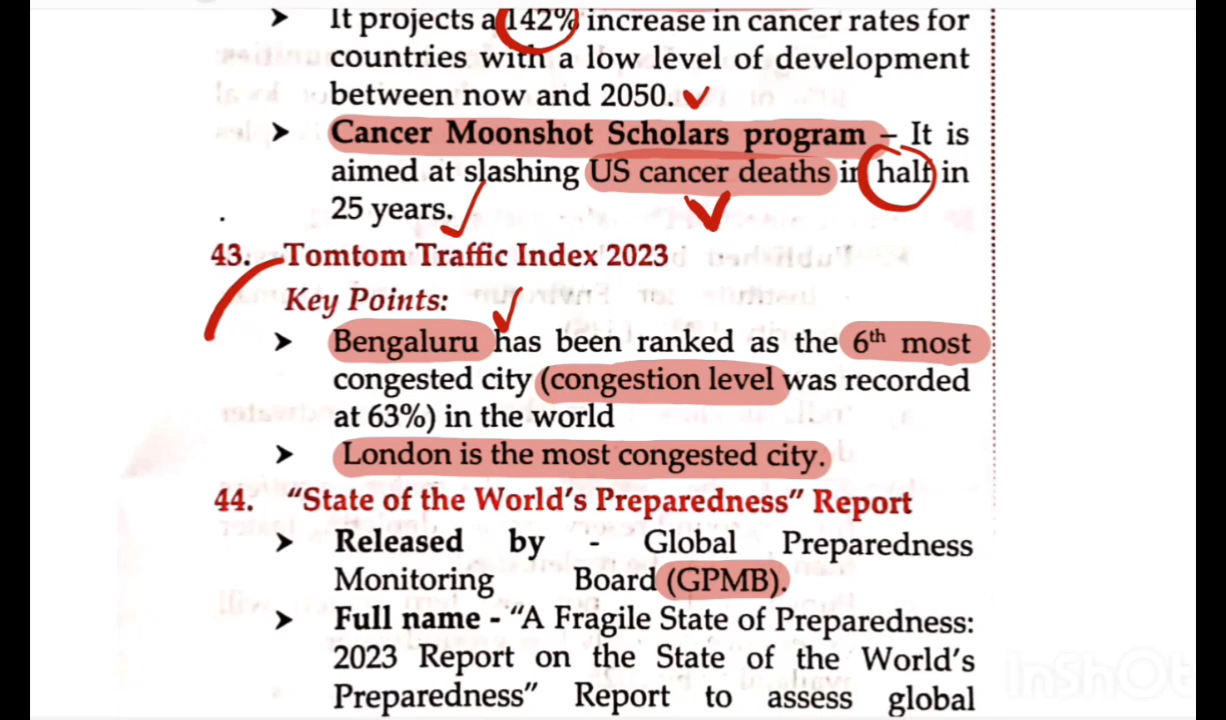 ➤ It projects a 142% increase in cancer rates for
countries with a low level of development
between now and 2050.
➤ Cancer Moonshot Scholars program – It is
aimed at slashing US cancer deaths in half in
25 years.
43. Tomtom Traffic Index 2023
Key Points:
➤ Bengaluru has been ranked as the 6th most
congested city (congestion level was recorded
at 63%) in the world
➤ London is the most congested city.
44. “State of the World’s Preparedness” Report
➤ Released by - Global Preparedness
Monitoring Board (GPMB).
➤ Full name - “A Fragile State of Preparedness:
2023 Report on the State of the World’s
Preparedness” Report to assess global
InShOt